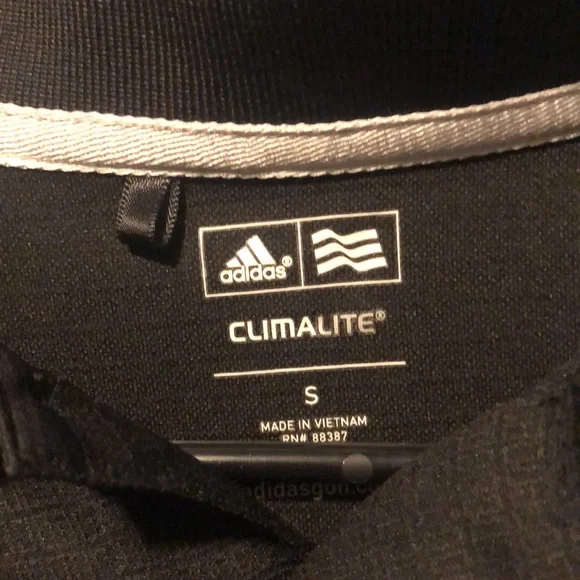 adidas®
CLIMALITE®
S
MADE IN VIETNAM
RN# 88387